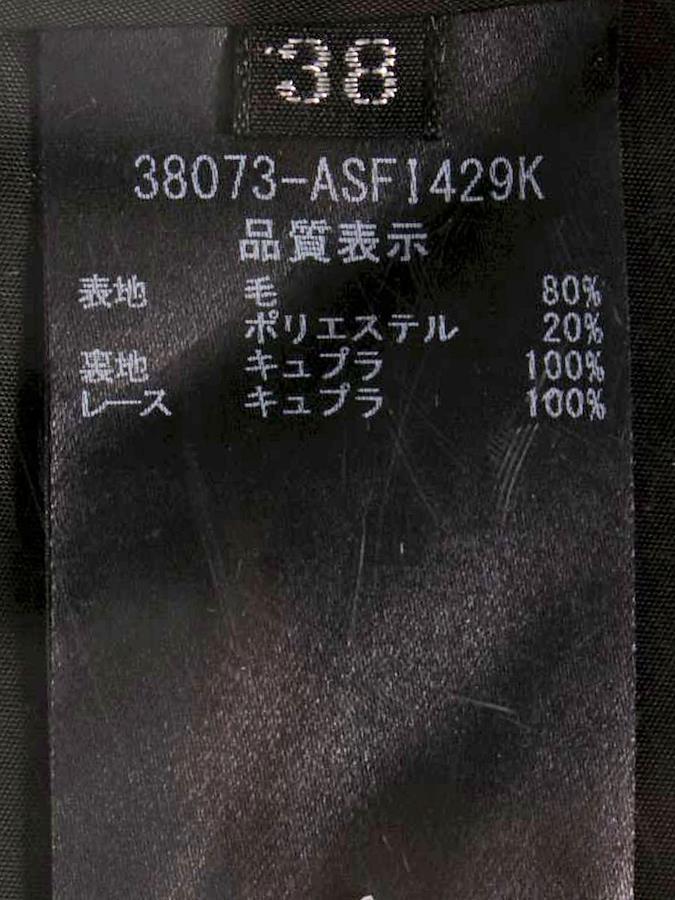 38
38073-ASFI429K
品質表示
表地 毛 80%
ポリエステル 20%
裏地 キュプラ 100%
レース キュプラ 100%